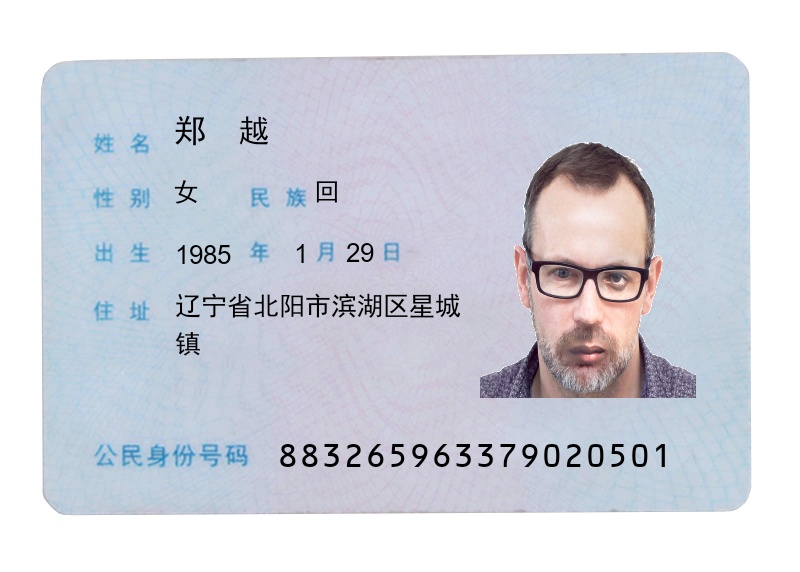 姓名 郑 越
性别 女 民族 回
出生 1985 年 1 月 29 日
住址 辽宁省北阳市滨湖区星城
镇
公民身份号码 883265963379020501